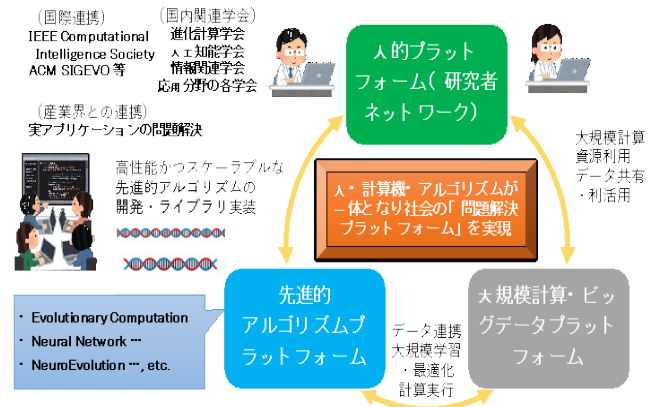 (国際連携)
IEEE Computational
Intelligence Society
ACM SIGEVO 等
(国内関連学会)
進化計算学会
人工知能学会
情報関連学会
応用分野の各学会
(産業界との連携)
実アプリケーションの問題解決
人的プラット
フォーム(研究者
ネットワーク)
大規模計算
資源利用
データ共有
・利活用
高性能かつスケーラブルな
先進的アルゴリズムの
開発・ライブラリ実装
人・計算機・アルゴリズムが
一体となり社会の「問題解決
プラットフォーム」を実現
先進的
アルゴリズムプ
ラットフォーム
・ Evolutionary Computation
・ Neural Network …
・ NeuroEvolution …, etc.
データ連携
大規模学習
・最適化
計算実行
大規模計算・ビッ
グデータプラット
フォーム